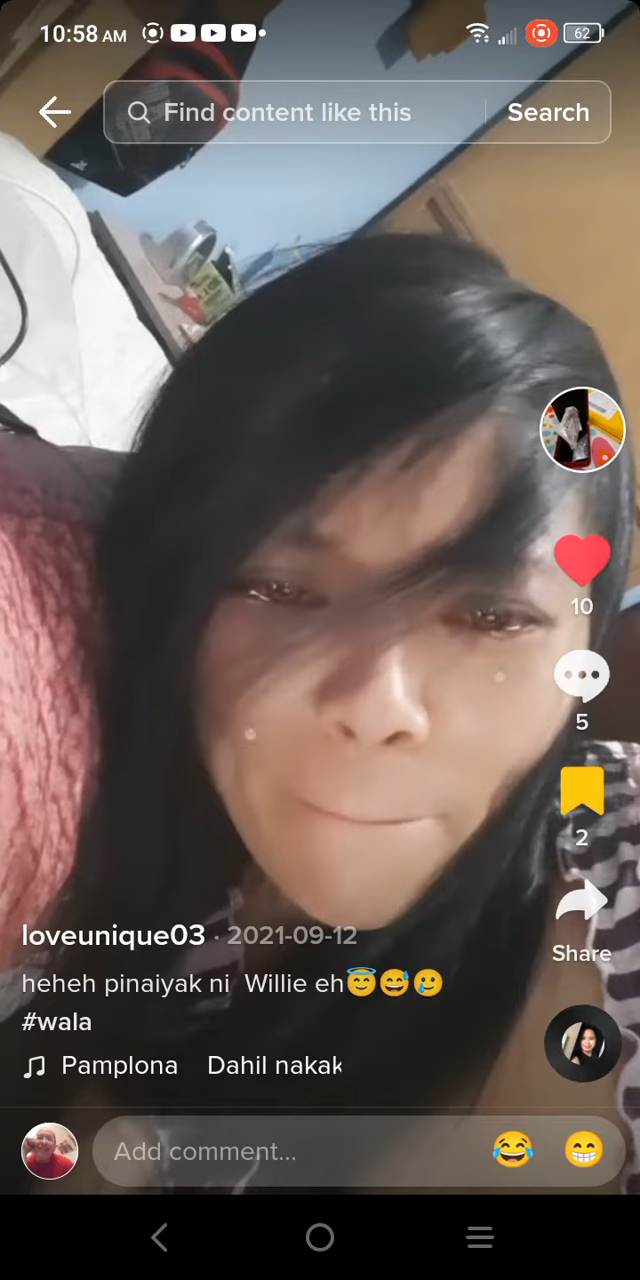 10:58 AM
62
Find content like this
Search
10
5
2
Share
loveunique03 · 2021-09-12
heheh pinaiyak ni Willie eh😇😅🥲
#wala
Pamplona Dahil nakak
Add comment... 😂 😁